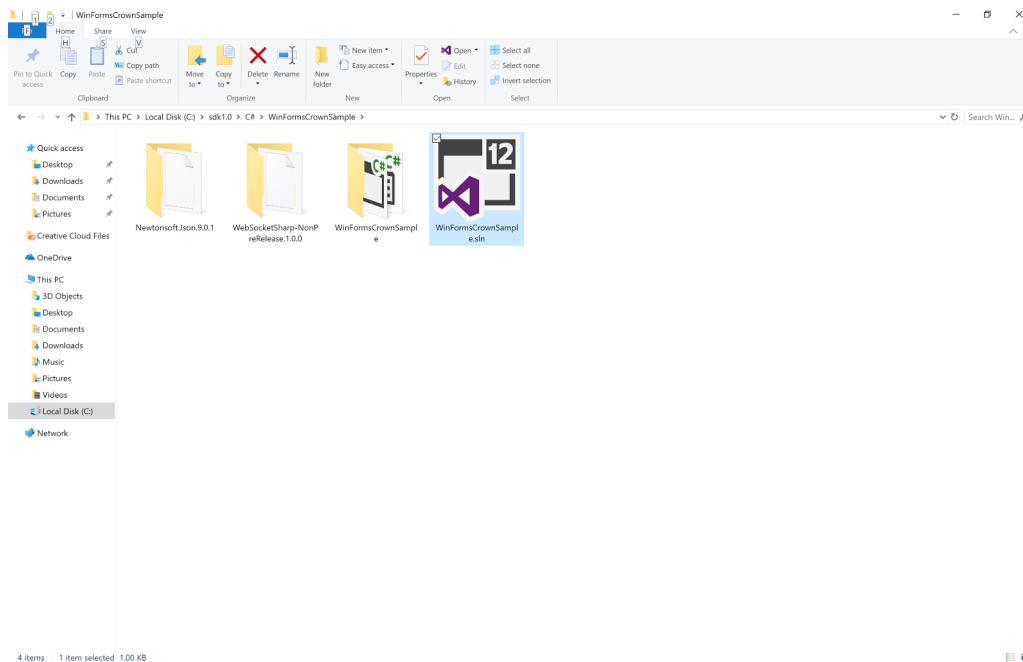 1 2 WinFormsCrownSample
F Home Share View
H S V
Pin to Quick access
Copy
Paste
Cut
Copy path
Paste shortcut
Clipboard
Move to
Copy to
Delete
Rename
Organize
New folder
New item
Easy access
New
Properties
Open
Edit
History
Open
Select all
Select none
Invert selection
Select
This PC > Local Disk (C:) > sdk1.0 > C# > WinFormsCrownSample >
Search Win...
Quick access
Desktop
Downloads
Documents
Pictures
Creative Cloud Files
OneDrive
This PC
3D Objects
Desktop
Documents
Downloads
Music
Pictures
Videos
Local Disk (C:)
Network
Newtonsoft.Json.9.0.1
WebSocketSharp-NonP
reRelease.1.0.0
C# C#
WinFormsCrownSampl
e
12
WinFormsCrownSampl
e.sln
4 items 1 item selected 1.00 KB